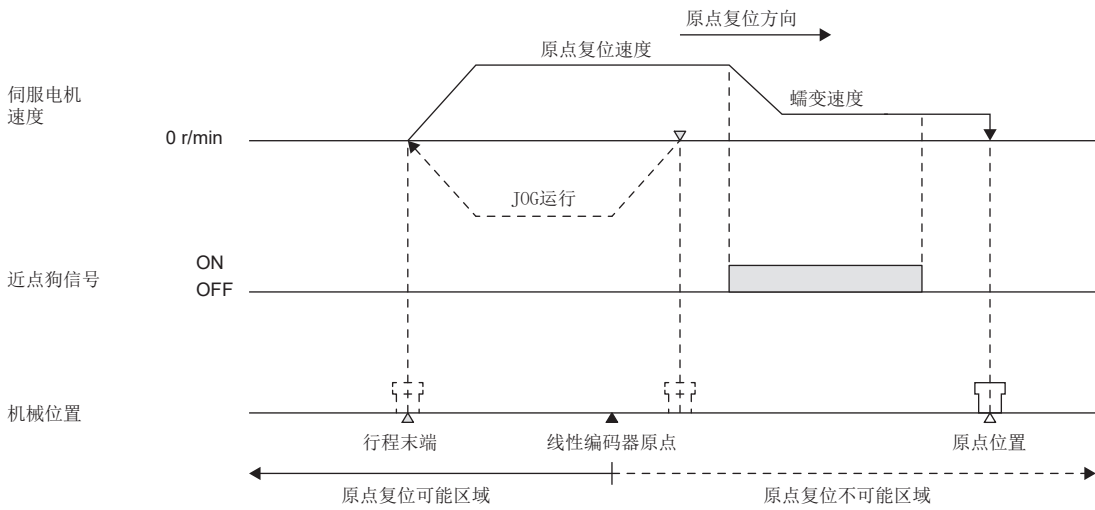 原点复位方向
原点复位速度
伺服电机
速度
蠕变速度
0 r/min
JOG运行
近点狗信号
ON
OFF
机械位置
行程末端
线性编码器原点
原点位置
原点复位可能区域
原点复位不可能区域